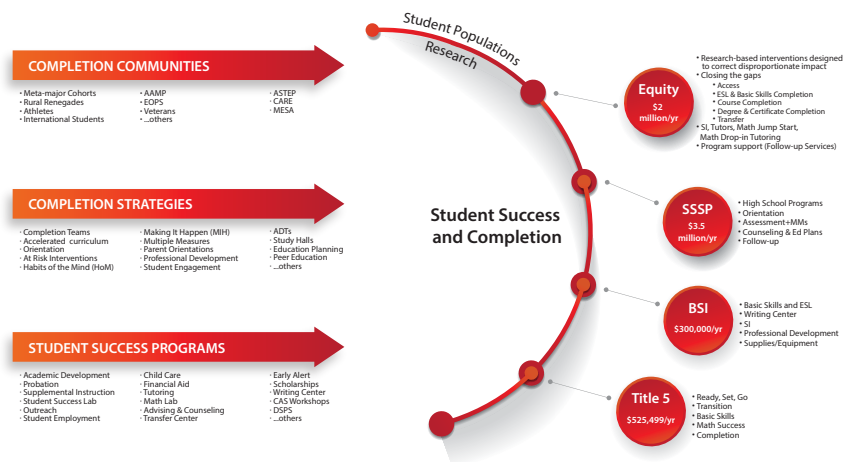 COMPLETION COMMUNITIES
· Meta-major Cohorts
· Rural Renegades
· Athletes
· International Students
· AAMP
· EOPS
· Veterans
· ...others
· ASTEP
· CARE
· MESA
COMPLETION STRATEGIES
· Completion Teams
· Accelerated curriculum
· Orientation
· At Risk Interventions
· Habits of the Mind (HoM)
· Making It Happen (MIH)
· Multiple Measures
· Parent Orientations
· Professional Development
· Student Engagement
· ADTs
· Study Halls
· Education Planning
· Peer Education
· ...others
STUDENT SUCCESS PROGRAMS
· Academic Development
· Probation
· Supplemental Instruction
· Student Success Lab
· Outreach
· Student Employment
· Child Care
· Financial Aid
· Tutoring
· Math Lab
· Advising & Counseling
· Transfer Center
· Early Alert
· Scholarships
· Writing Center
· CAS Workshops
· DSPS
· ...others
Student Populations
Research
Student Success
and Completion
Equity
$2
million/yr
• Research-based interventions designed
to correct disproportionate impact
• Closing the gaps
• Access
• ESL & Basic Skills Completion
• Course Completion
• Degree & Certificate Completion
• Transfer
• SI, Tutors, Math Jump Start,
Math Drop-in Tutoring
• Program support (Follow-up Services)
SSSP
$3.5
million/yr
• High School Programs
• Orientation
• Assessment+MMs
• Counseling & Ed Plans
• Follow-up
BSI
$300,000/yr
• Basic Skills and ESL
• Writing Center
• SI
• Professional Development
• Supplies/Equipment
Title 5
$525,499/yr
• Ready, Set, Go
• Transition
• Basic Skills
• Math Success
• Completion